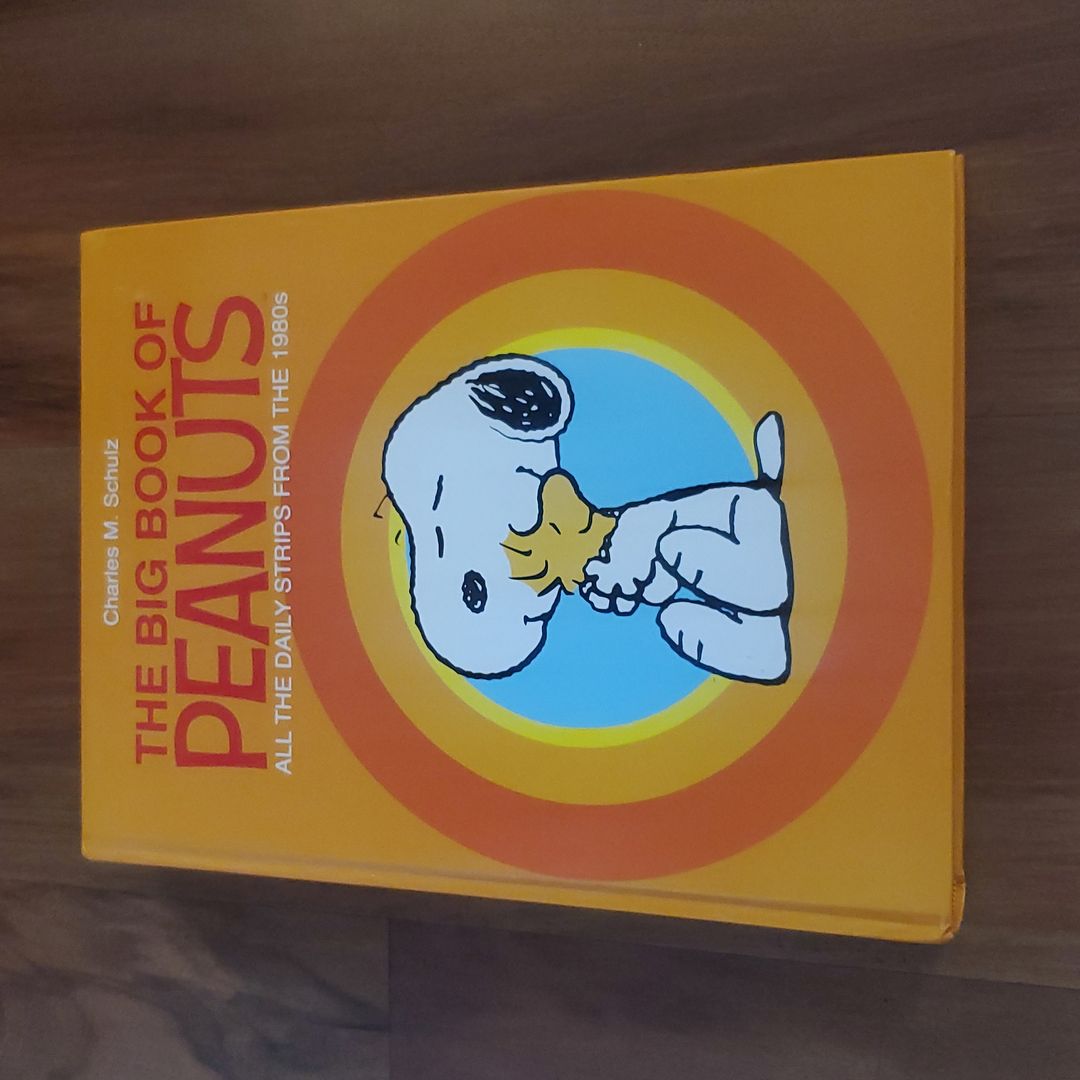 Charles M. Schulz
THE BIG BOOK OF
PEANUTS
ALL THE DAILY STRIPS FROM THE 1980s